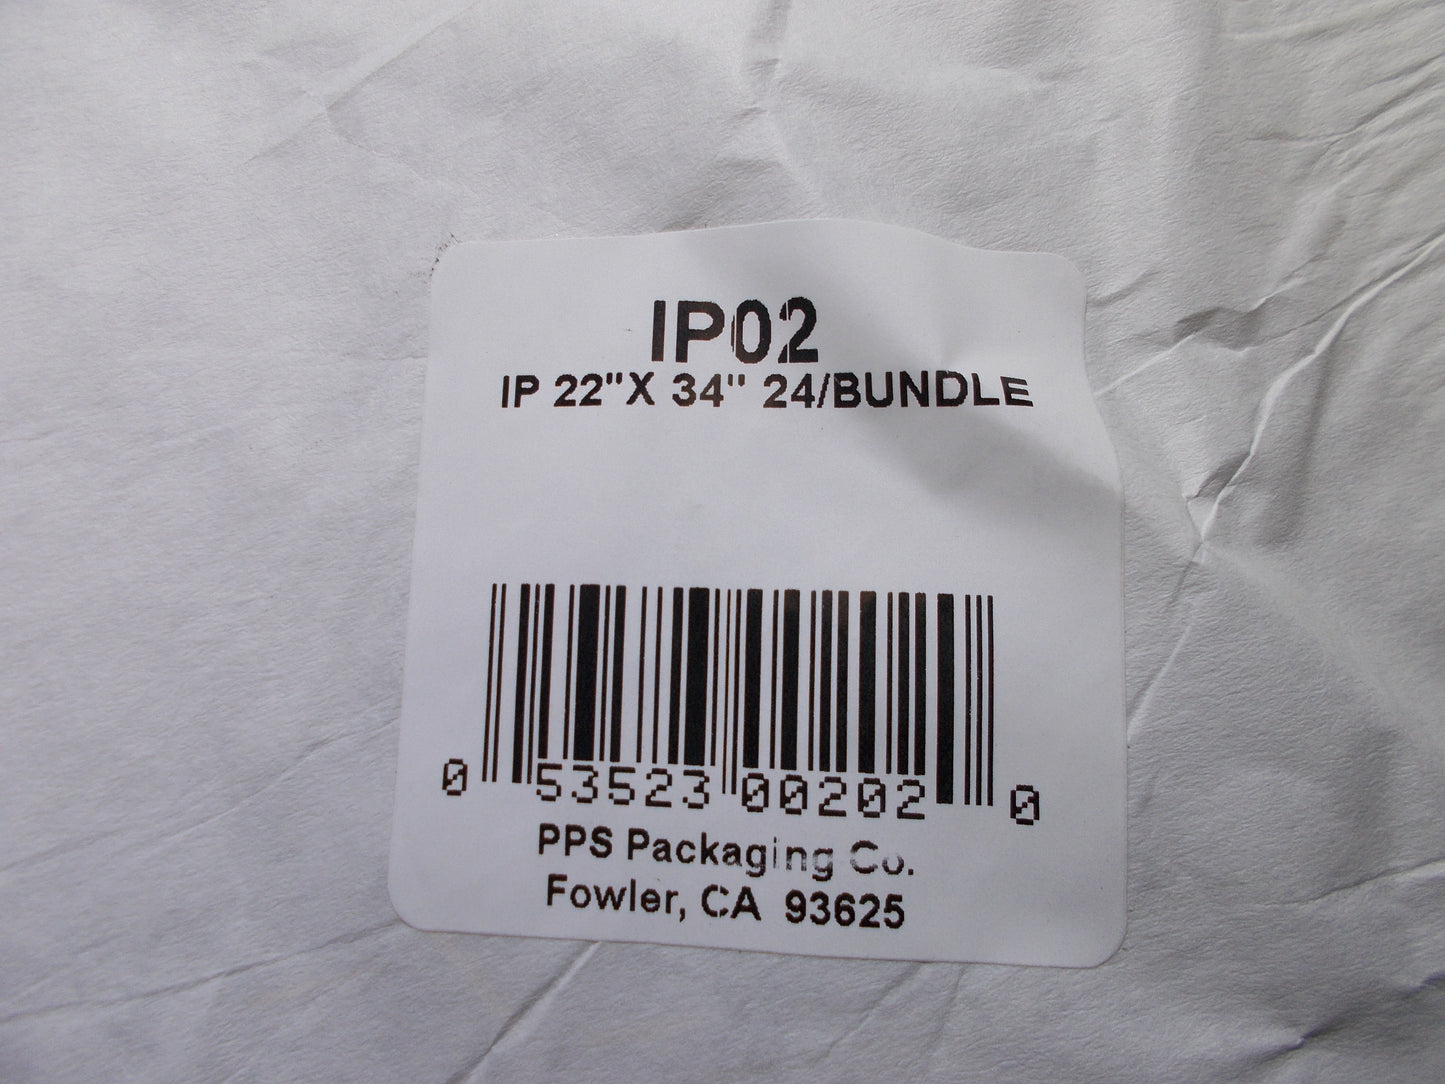 IP02
IP 22"X 34" 24/BUNDLE
0 53523 00202 0
PPS Packaging Co.
Fowler, CA 93625